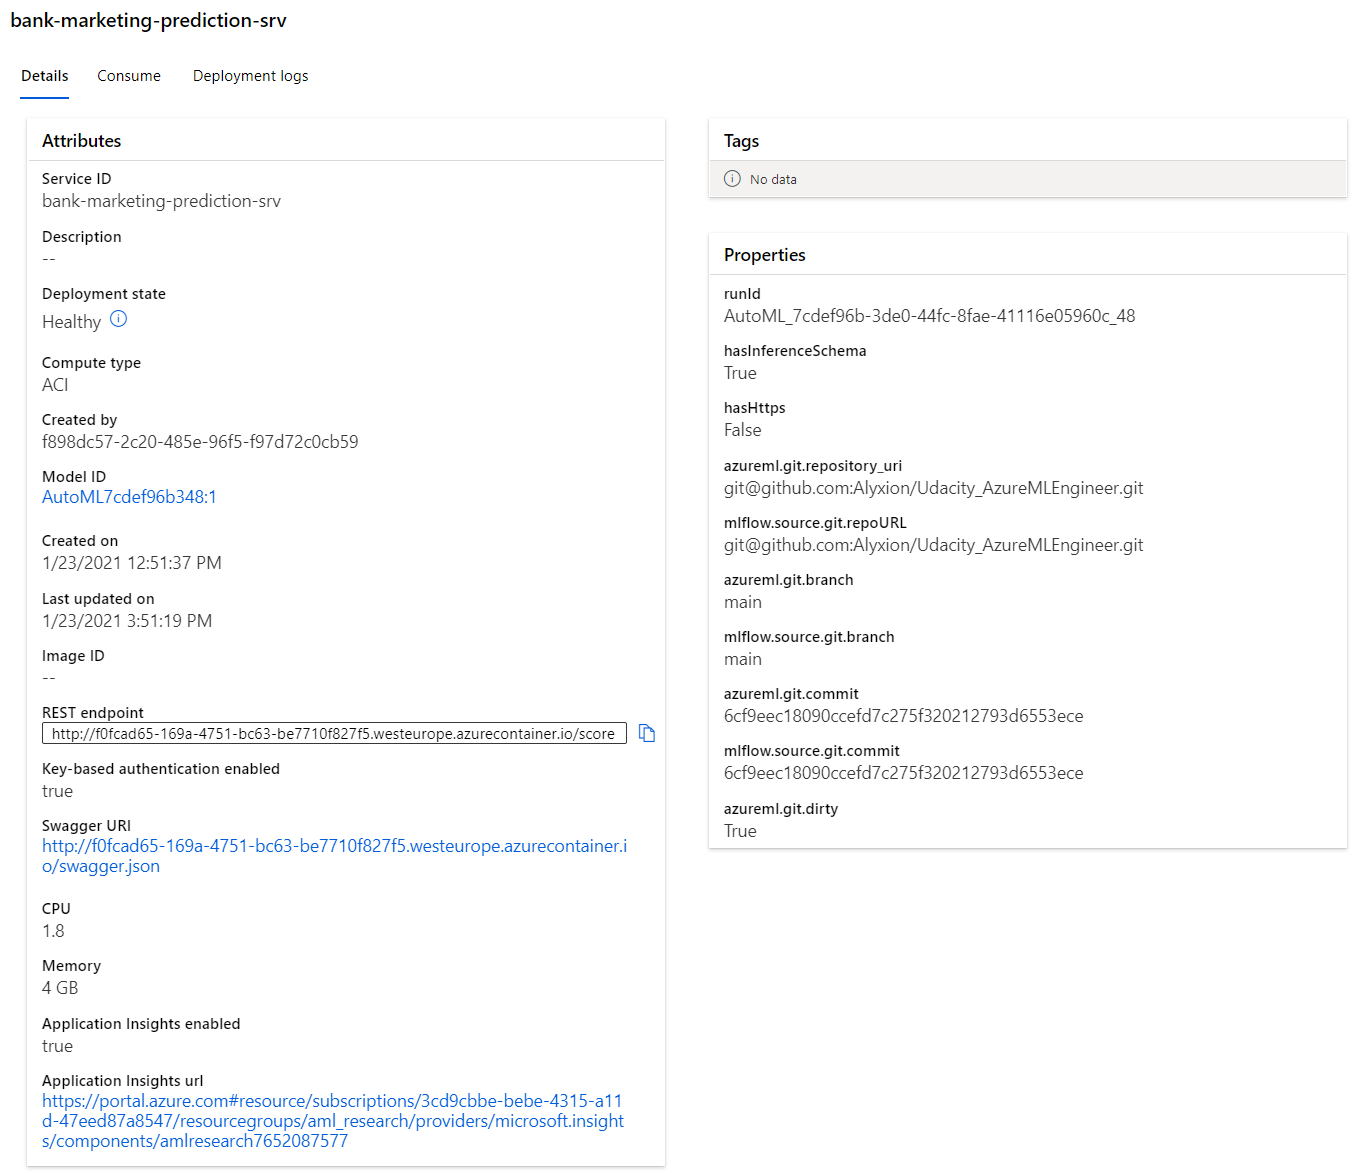 bank-marketing-prediction-srv
Details Consume Deployment logs
Attributes
Service ID
bank-marketing-prediction-srv
Description
--
Deployment state
Healthy
Compute type
ACI
Created by
f898dc57-2c20-485e-96f5-f97d72c0cb59
Model ID
AutoML7cdef96b348:1
Created on
1/23/2021 12:51:37 PM
Last updated on
1/23/2021 3:51:19 PM
Image ID
--
REST endpoint
http://f0fcad65-169a-4751-bc63-be7710f827f5.westeurope.azurecontainer.io/score
Key-based authentication enabled
true
Swagger URI
http://f0fcad65-169a-4751-bc63-be7710f827f5.westeurope.azurecontainer.i
o/swagger.json
CPU
1.8
Memory
4 GB
Application Insights enabled
true
Application Insights url
https://portal.azure.com#resource/subscriptions/3cd9cbbe-bebe-4315-a11
d-47eed87a8547/resourcegroups/aml_research/providers/microsoft.insight
s/components/amlresearch7652087577
Tags
No data
Properties
runId
AutoML_7cdef96b-3de0-44fc-8fae-41116e05960c_48
hasInferenceSchema
True
hasHttps
False
azureml.git.repository_uri
git@github.com:Alyxion/Udacity_AzureMLEngineer.git
mlflow.source.git.repoURL
git@github.com:Alyxion/Udacity_AzureMLEngineer.git
azureml.git.branch
main
mlflow.source.git.branch
main
azureml.git.commit
6cf9eec18090ccefd7c275f320212793d6553ece
mlflow.source.git.commit
6cf9eec18090ccefd7c275f320212793d6553ece
azureml.git.dirty
True